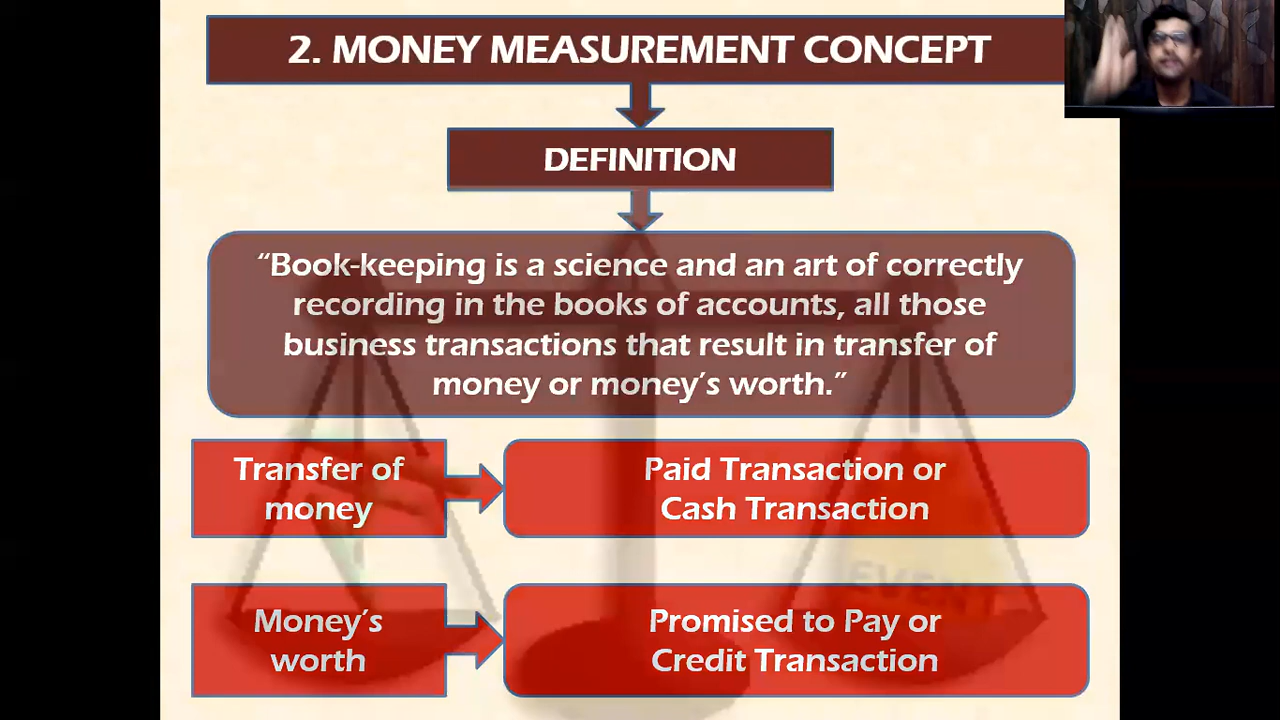 2. MONEY MEASUREMENT CONCEPT
DEFINITION
“Book-keeping is a science and an art of correctly
recording in the books of accounts, all those
business transactions that result in transfer of
money or money’s worth.”
Transfer of
money
Paid Transaction or
Cash Transaction
EVENT
Money’s
worth
Promised to Pay or
Credit Transaction